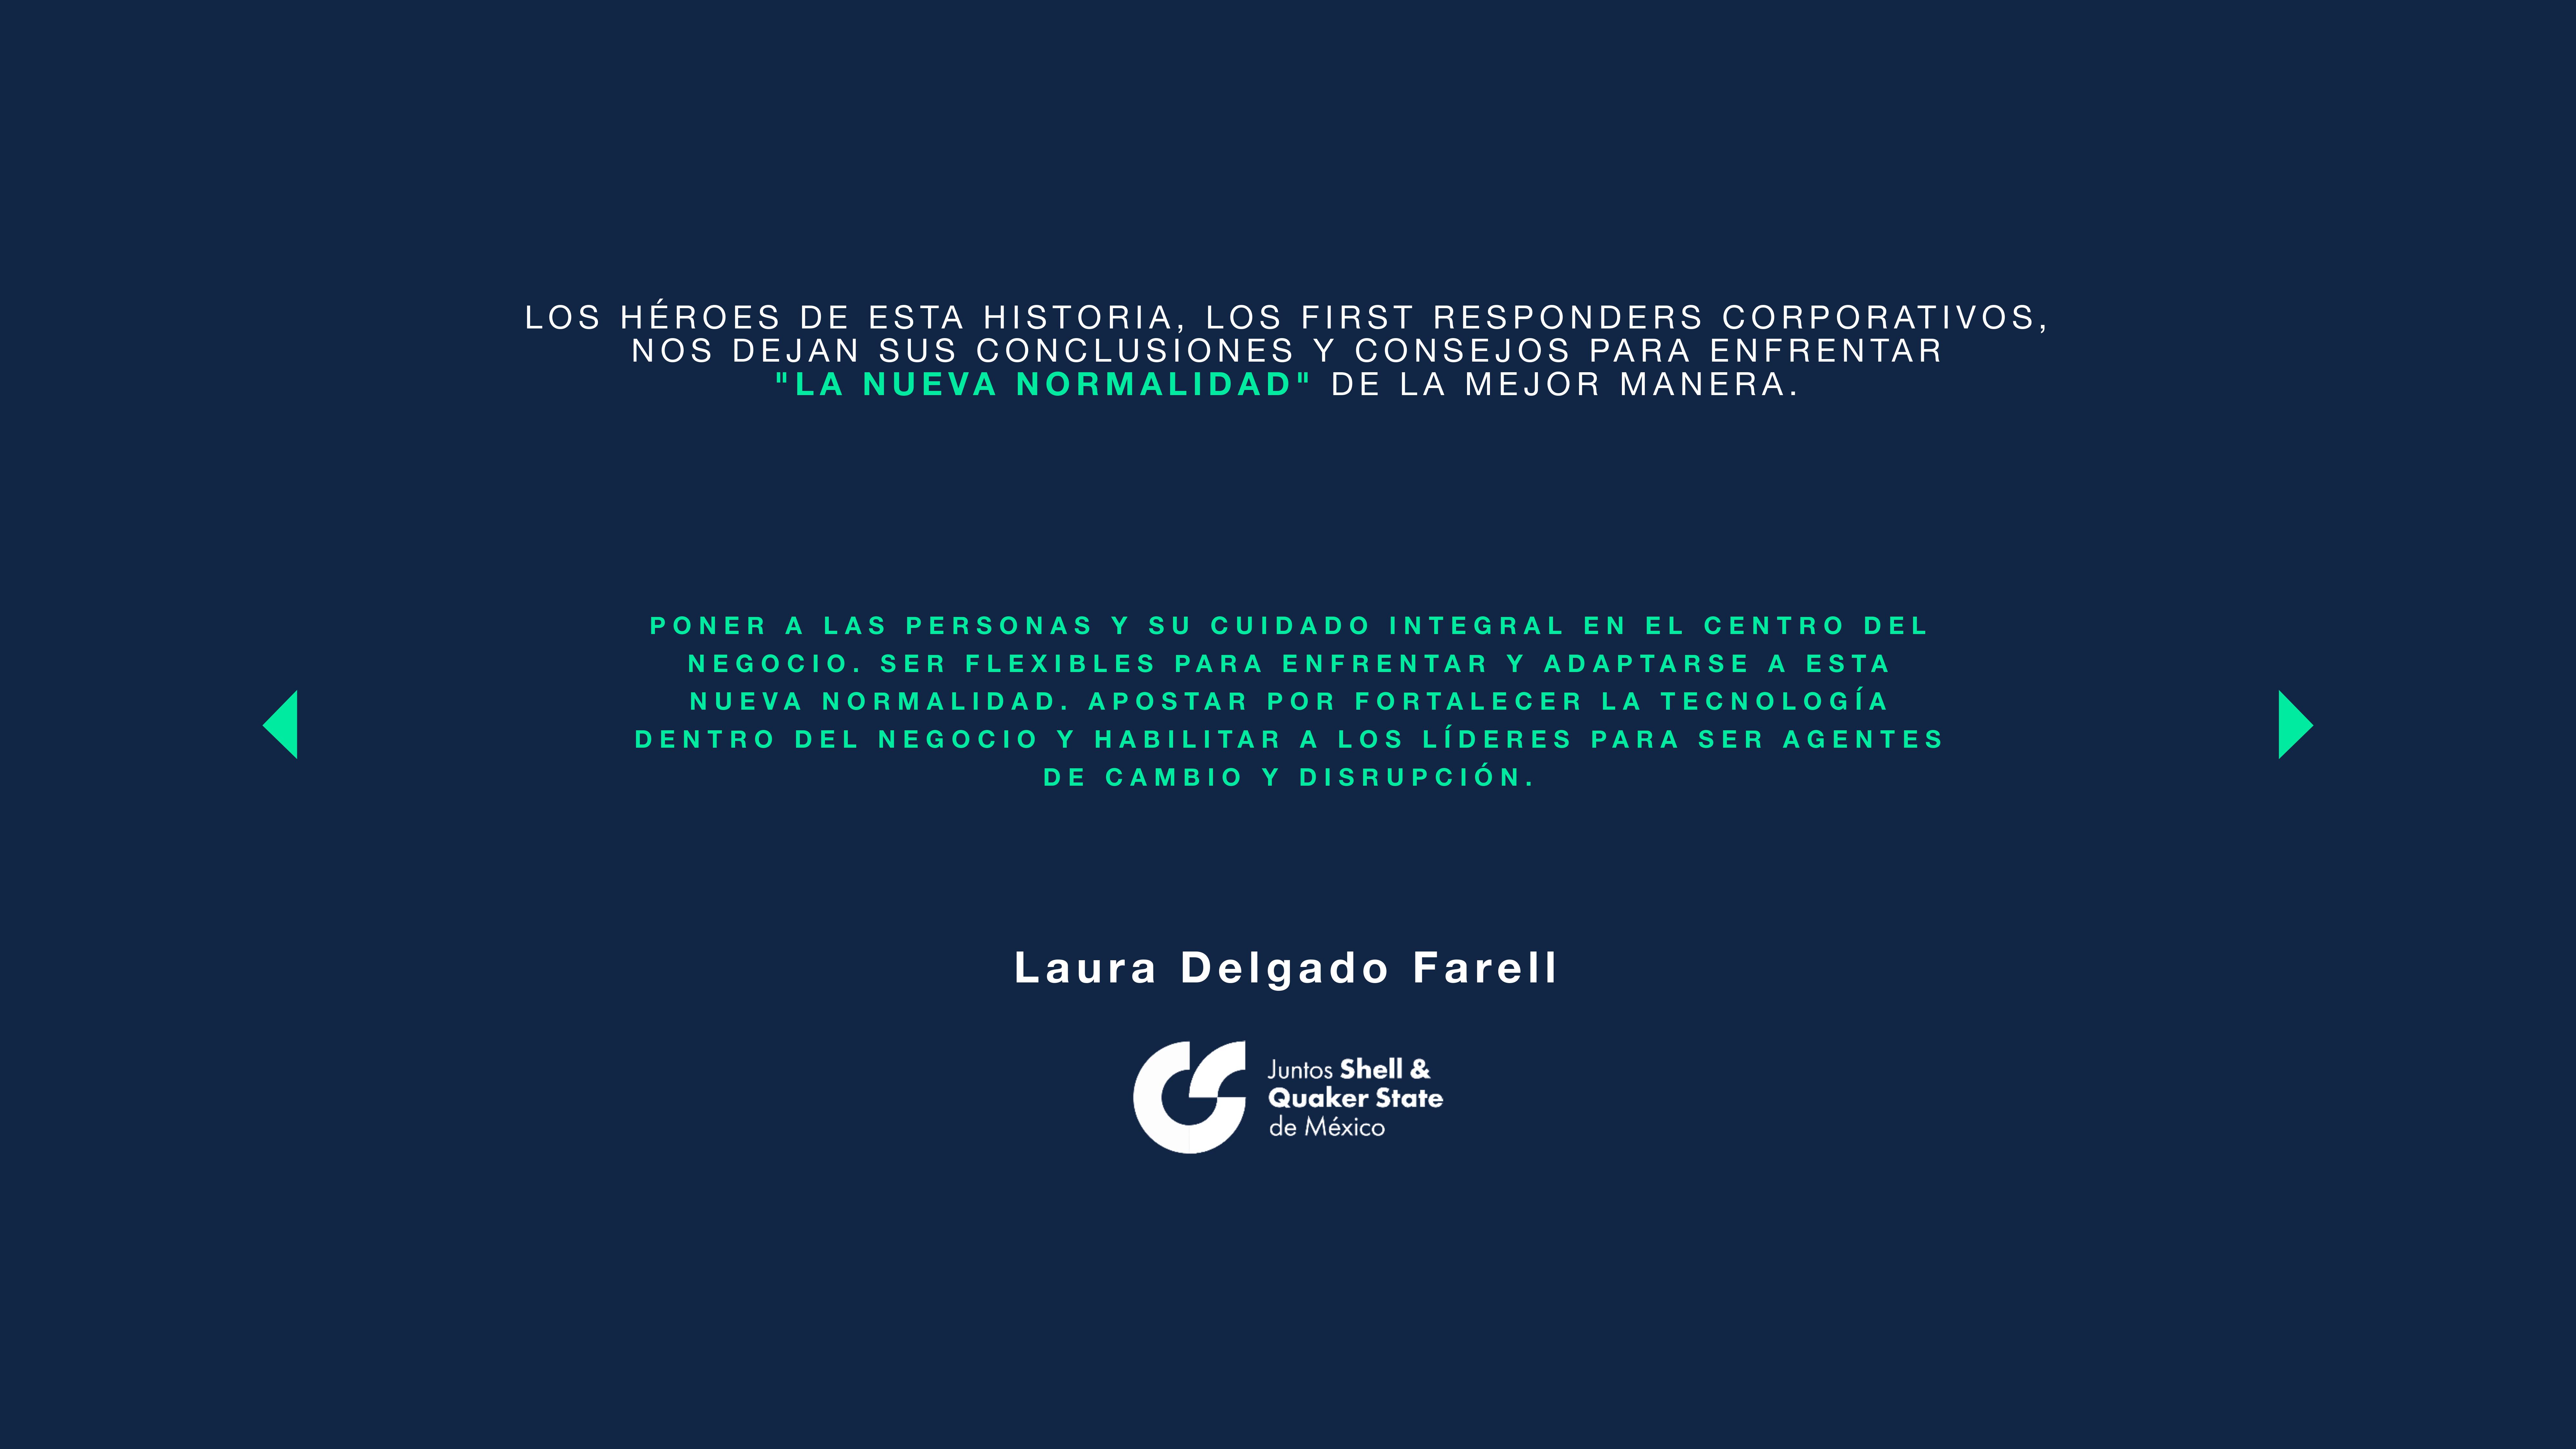 LOS HÉROES DE ESTA HISTORIA, LOS FIRST RESPONDERS CORPORATIVOS,
NOS DEJAN SUS CONCLUSIONES Y CONSEJOS PARA ENFRENTAR
"LA NUEVA NORMALIDAD" DE LA MEJOR MANERA.
PONER A LAS PERSONAS Y SU CUIDADO INTEGRAL EN EL CENTRO DEL
NEGOCIO. SER FLEXIBLES PARA ENFRENTAR Y ADAPTARSE A ESTA
NUEVA NORMALIDAD. APOSTAR POR FORTALECER LA TECNOLOGÍA
DENTRO DEL NEGOCIO Y HABILITAR A LOS LÍDERES PARA SER AGENTES
DE CAMBIO Y DISRUPCIÓN.
Laura Delgado Farell
Juntos Shell &
Quaker State
de México